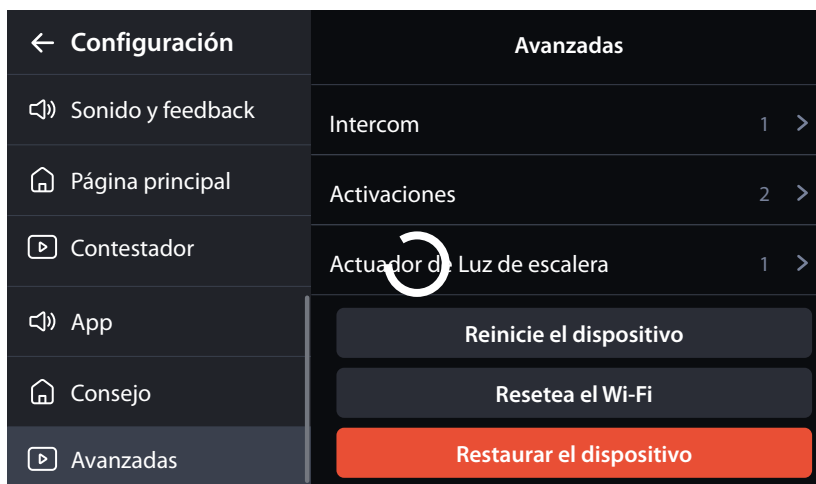 Configuración
Sonido y feedback
Página principal
Contestador
App
Consejo
Avanzadas
Avanzadas
Intercom 1
Activaciones 2
Actuador de Luz de escalera 1
Reinicie el dispositivo
Resetea el Wi-Fi
Restaurar el dispositivo